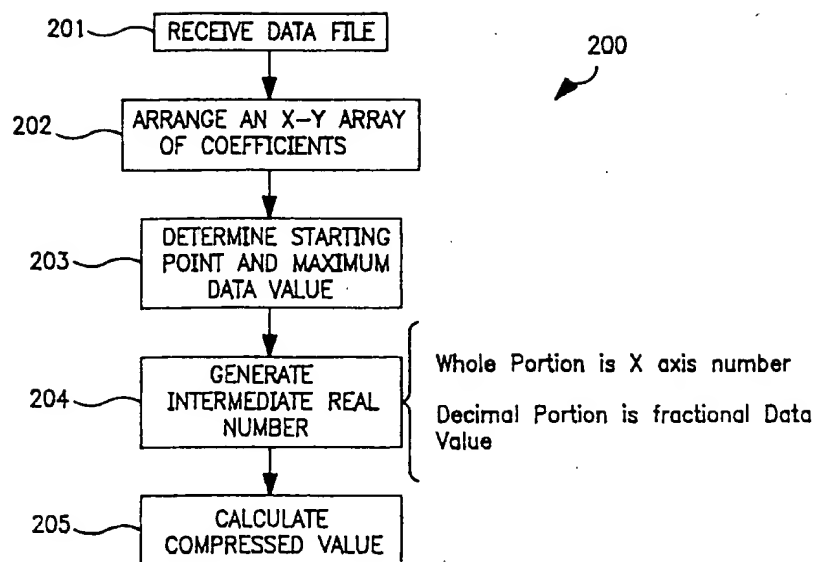 201
RECEIVE DATA FILE
200
202
ARRANGE AN X-Y ARRAY
OF COEFFICIENTS
203
DETERMINE STARTING
POINT AND MAXIMUM
DATA VALUE
204
GENERATE
INTERMEDIATE REAL
NUMBER
Whole Portion is X axis number
Decimal Portion is fractional Data
Value
205
CALCULATE
COMPRESSED VALUE